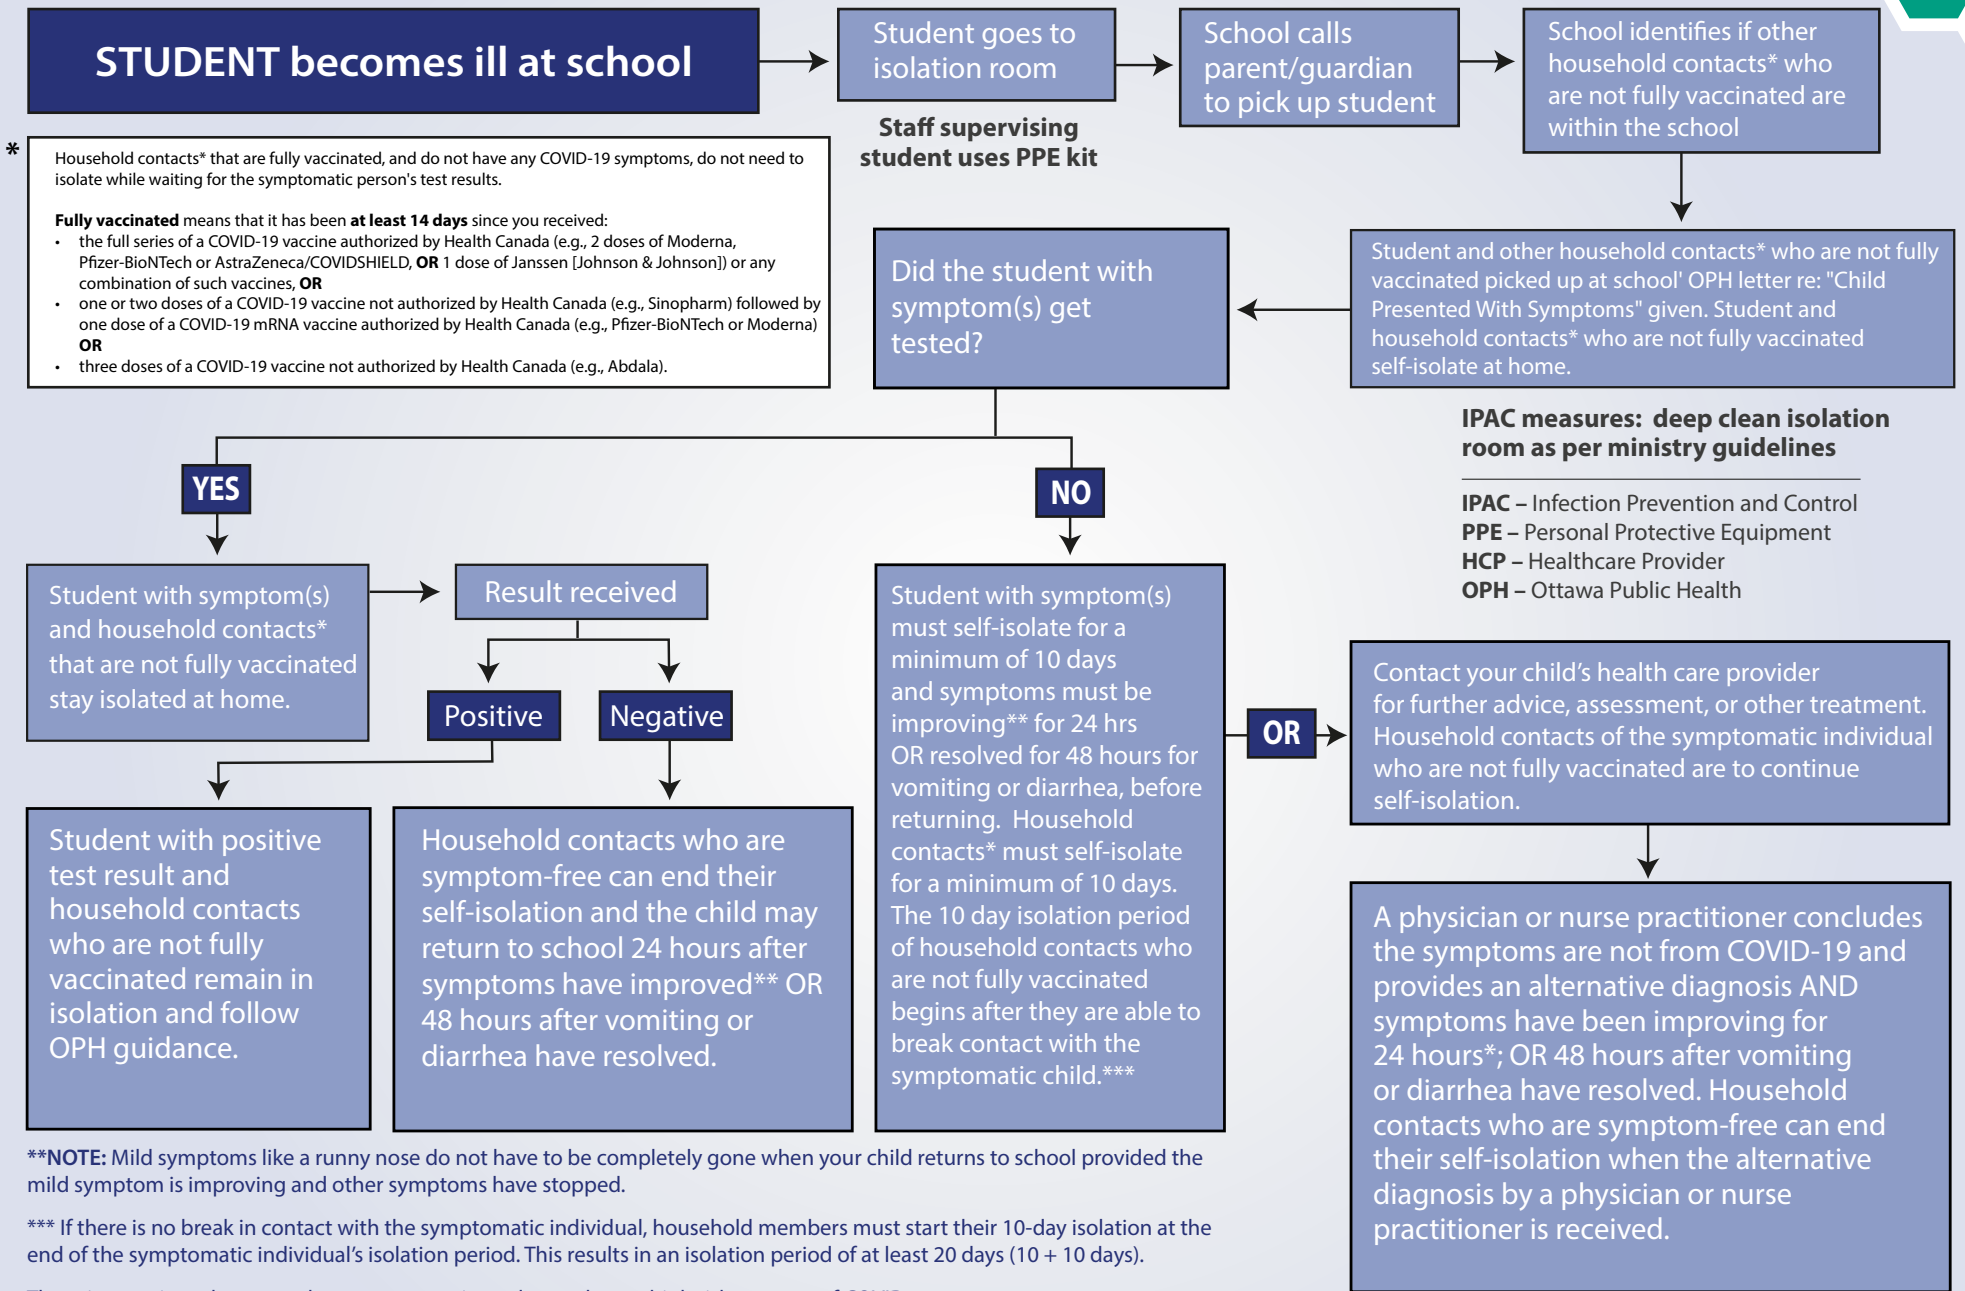 STUDENT becomes ill at school
Student goes to
isolation room
Staff supervising
student uses PPE kit
School calls
parent/guardian
to pick up student
School identifies if other
household contacts* who
are not fully vaccinated are
within the school
*
Household contacts* that are fully vaccinated, and do not have any COVID-19 symptoms, do not need to
isolate while waiting for the symptomatic person's test results.
Fully vaccinated means that it has been at least 14 days since you received:
• the full series of a COVID-19 vaccine authorized by Health Canada (e.g., 2 doses of Moderna,
Pfizer-BioNTech or AstraZeneca/COVIDSHIELD, OR 1 dose of Janssen [Johnson & Johnson]) or any
combination of such vaccines, OR
• one or two doses of a COVID-19 vaccine not authorized by Health Canada (e.g., Sinopharm) followed by
one dose of a COVID-19 mRNA vaccine authorized by Health Canada (e.g., Pfizer-BioNTech or Moderna)
OR
• three doses of a COVID-19 vaccine not authorized by Health Canada (e.g., Abdala).
Student and other household contacts* who are not fully
vaccinated picked up at school' OPH letter re: "Child
Presented With Symptoms" given. Student and
household contacts* who are not fully vaccinated
self-isolate at home.
Did the student with
symptom(s) get
tested?
IPAC measures: deep clean isolation
room as per ministry guidelines
IPAC – Infection Prevention and Control
PPE – Personal Protective Equipment
HCP – Healthcare Provider
OPH – Ottawa Public Health
YES
NO
Student with symptom(s)
and household contacts*
that are not fully vaccinated
stay isolated at home.
Result received
Positive
Negative
Student with positive
test result and
household contacts
who are not fully
vaccinated remain in
isolation and follow
OPH guidance.
Household contacts who are
symptom-free can end their
self-isolation and the child may
return to school 24 hours after
symptoms have improved** OR
48 hours after vomiting or
diarrhea have resolved.
Student with symptom(s)
must self-isolate for a
minimum of 10 days
and symptoms must be
improving** for 24 hrs
OR resolved for 48 hours for
vomiting or diarrhea, before
returning. Household
contacts* must self-isolate
for a minimum of 10 days.
The 10 day isolation period
of household contacts who
are not fully vaccinated
begins after they are able to
break contact with the
symptomatic child.***
OR
Contact your child's health care provider
for further advice, assessment, or other treatment.
Household contacts of the symptomatic individual
who are not fully vaccinated are to continue
self-isolation.
A physician or nurse practitioner concludes
the symptoms are not from COVID-19 and
provides an alternative diagnosis AND
symptoms have been improving for
24 hours*; OR 48 hours after vomiting
or diarrhea have resolved. Household
contacts who are symptom-free can end
their self-isolation when the alternative
diagnosis by a physician or nurse
practitioner is received.
**NOTE: Mild symptoms like a runny nose do not have to be completely gone when your child returns to school provided the
mild symptom is improving and other symptoms have stopped.
*** If there is no break in contact with the symptomatic individual, household members must start their 10-day isolation at the
end of the symptomatic individual's isolation period. This results in an isolation period of at least 20 days (10 + 10 days).